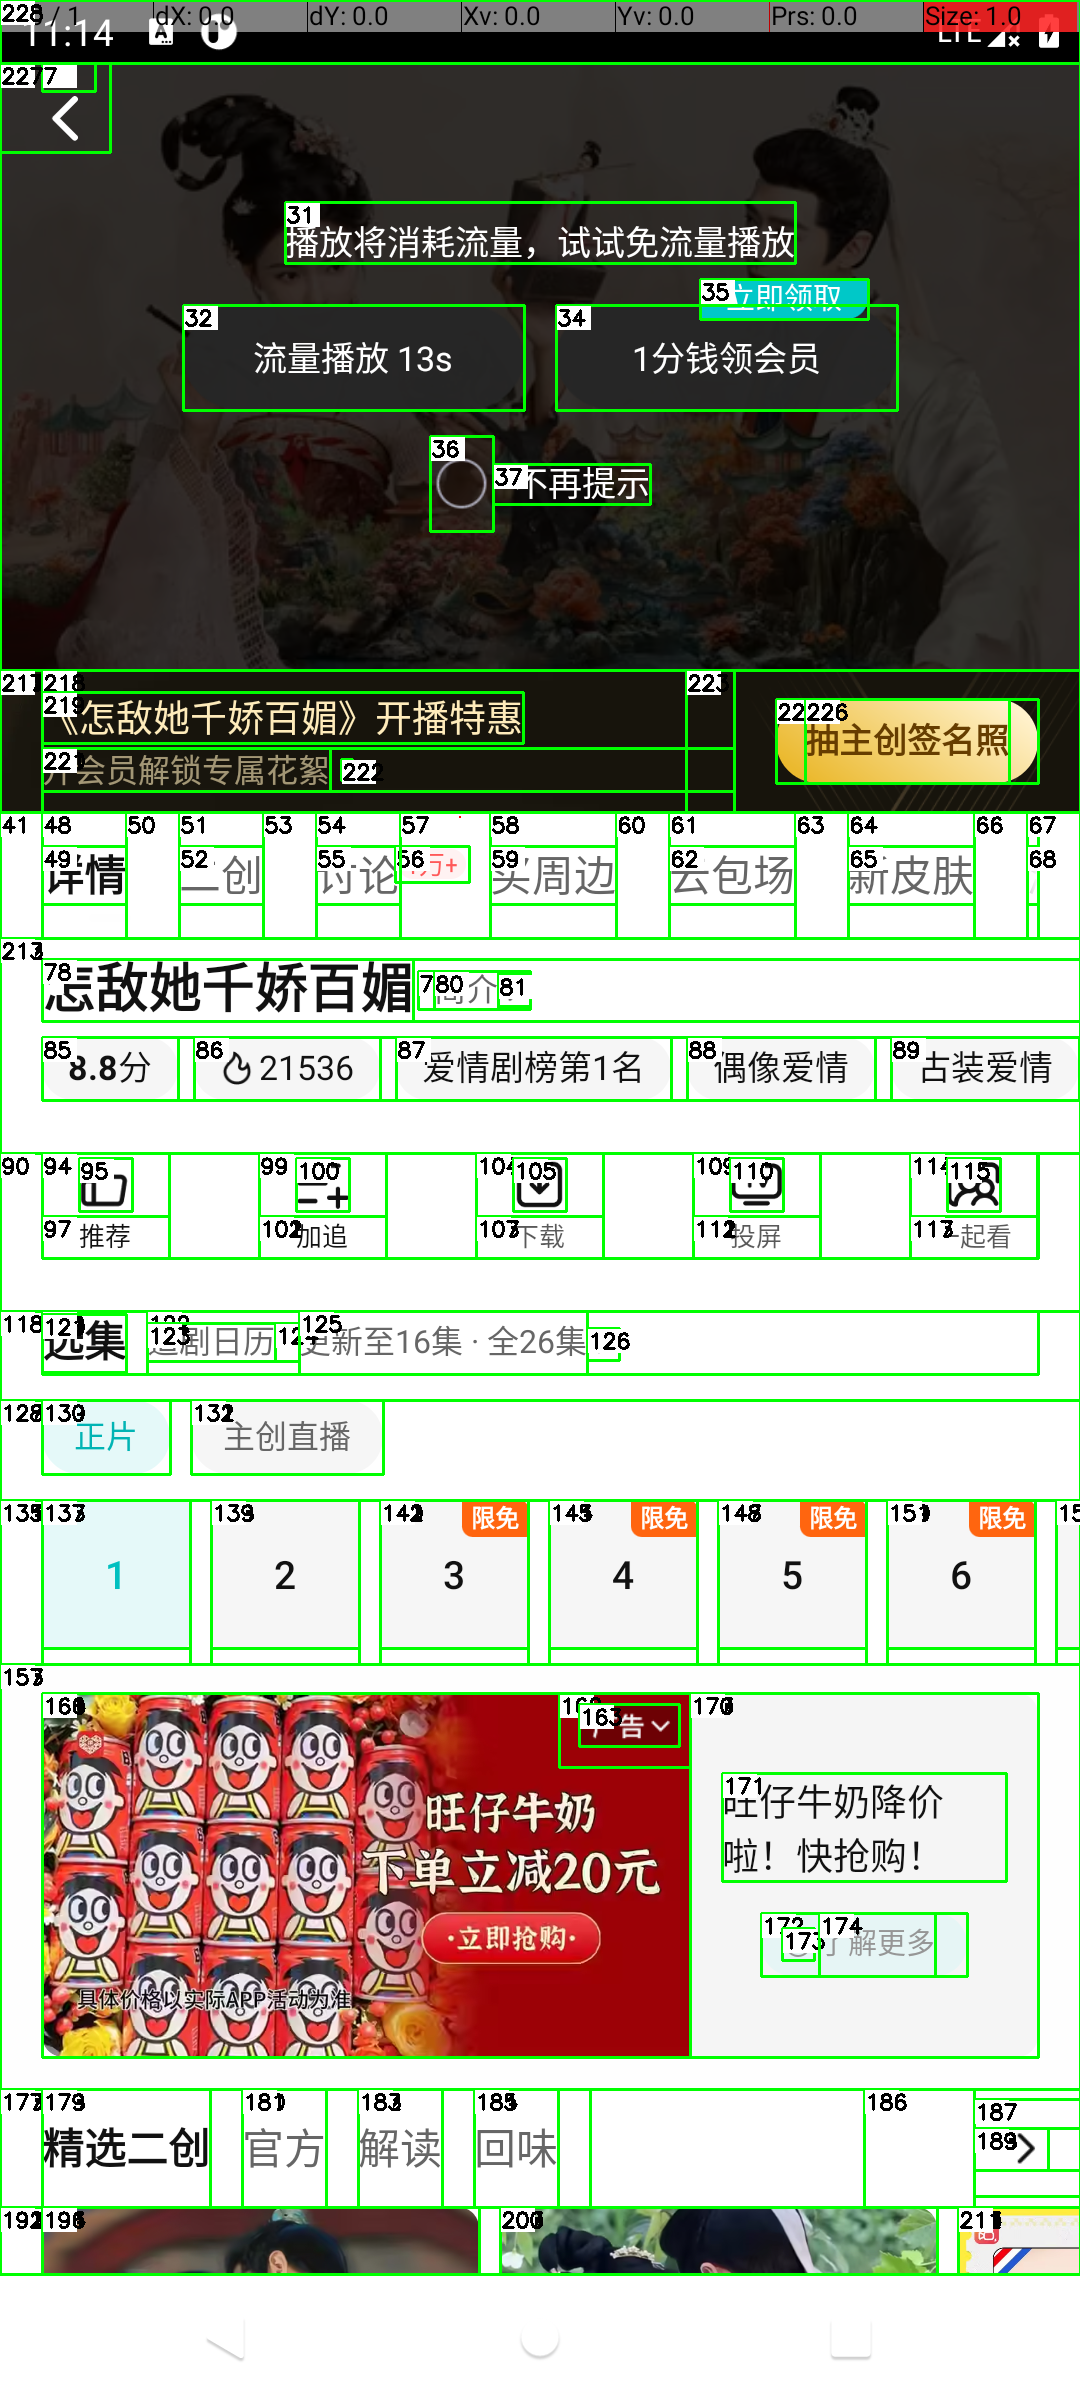 / 1 dX: 0.0 dY: 0.0 Xv: 0.0 Yv: 0.0 Prs: 0.0 Size: 1.0
228
11:14 LTE
227 7
31
播放将消耗流量，试试免流量播放
35 立即领取
32 34
流量播放 13s 1分钱领会员
36
37 不再提示
217 218 223
219 《怎敌她千娇百媚》开播特惠 226 抽主创签名照
221 开会员解锁专属花絮 222
41 48 50 51 53 54 57 58 60 61 63 64 66 67
49 详情 52 二创 55 讨论 56 万+ 59 买周边 62 云包场 65 新皮肤 68
213
78 怎敌她千娇百媚 80 简介 81
85 8.8分 86 21536 87 爱情剧榜第1名 88 偶像爱情 89 古装爱情
90 94 95 99 100 104 105 109 110 114 115
97 推荐 102 加追 107 下载 112 投屏 117 一起看
118 121 选集 123 追剧日历 125 更新至16集 · 全26集 126
128 130 正片 132 主创直播
135 137 139 142 限免 145 限免 148 限免 151 限免
1 2 3 4 5 6
157
160 163 广告 170
旺仔牛奶
下单立减20元
·立即抢购·
具体价格以实际APP活动为准
171 旺仔牛奶降价
啦！快抢购！
172 173 174 了解更多
177 179 181 183 185 186 187
精选二创 官方 解读 回味 189
192 196 200 211